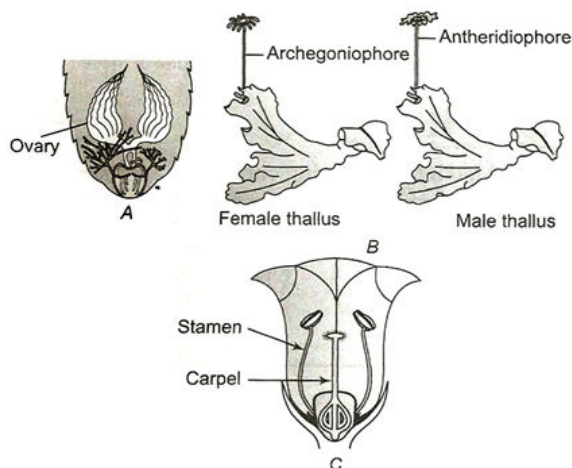 Archegoniophore
Antheridiophore
Ovary
A
Female thallus
Male thallus
B
Stamen
Carpel
C